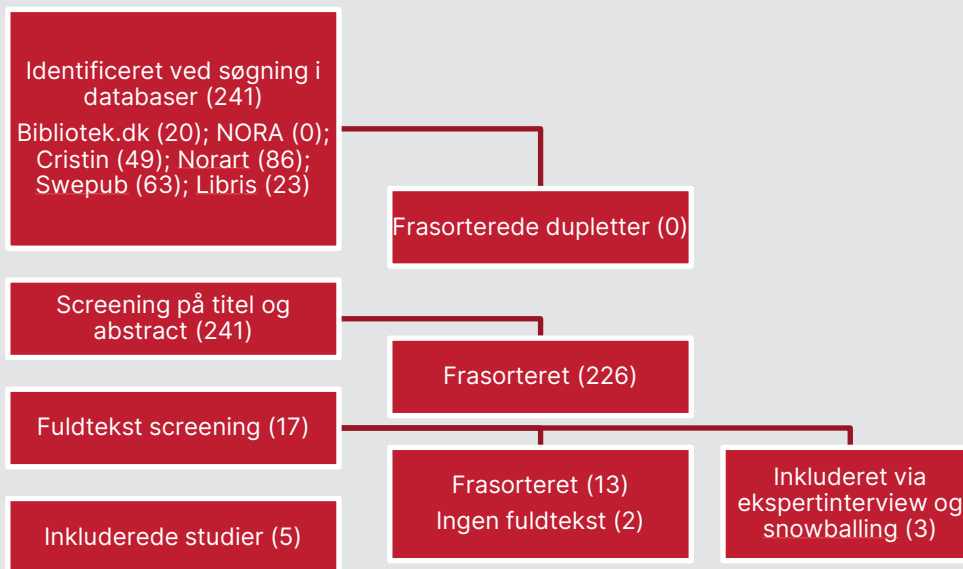 Identificeret ved søgning i
databaser (241)
Bibliotek.dk (20); NORA (0);
Cristin (49); Norart (86);
Swepub (63); Libris (23)
Frasorterede dupletter (0)
Screening på titel og
abstract (241)
Frasorteret (226)
Fuldtekst screening (17)
Frasorteret (13)
Ingen fuldtekst (2)
Inkluderet via
ekspertinterview og
snowballing (3)
Inkluderede studier (5)